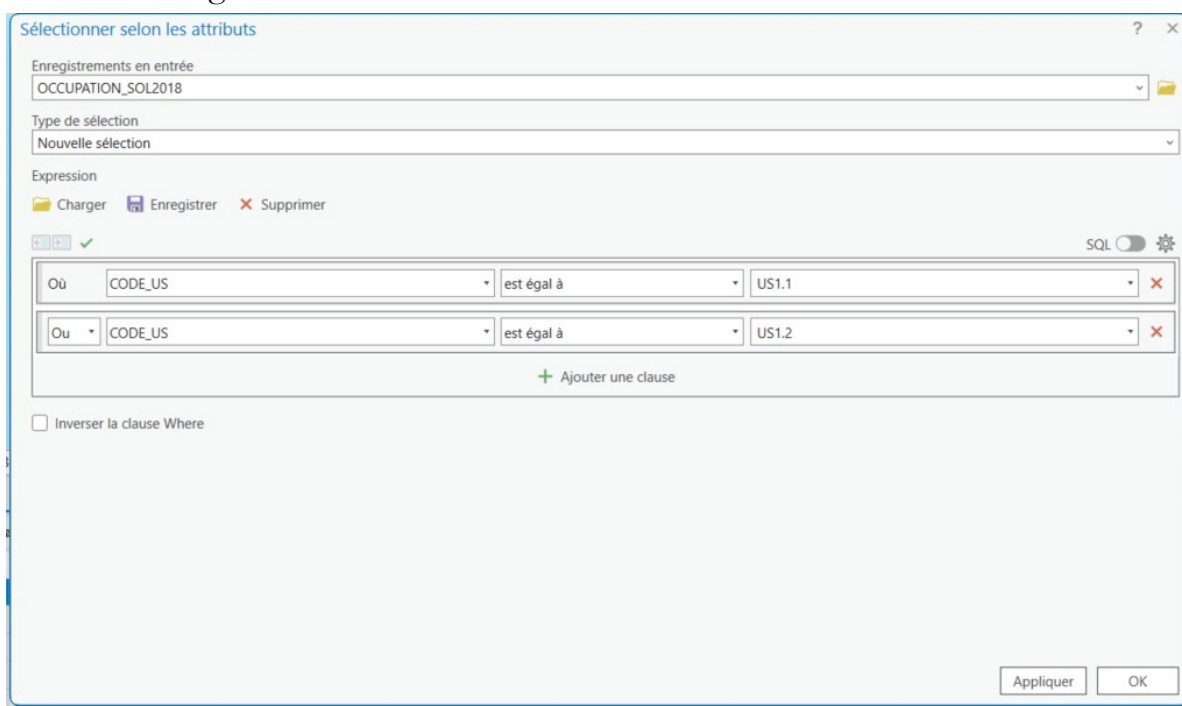 Sélectionner selon les attributs ? ×
Enregistrements en entrée
OCCUPATION_SOL2018
Type de sélection
Nouvelle sélection
Expression
Charger Enregistrer Supprimer
SQL
Où CODE_US est égal à US1.1
Ou CODE_US est égal à US1.2
+ Ajouter une clause
Inverser la clause Where
Appliquer OK